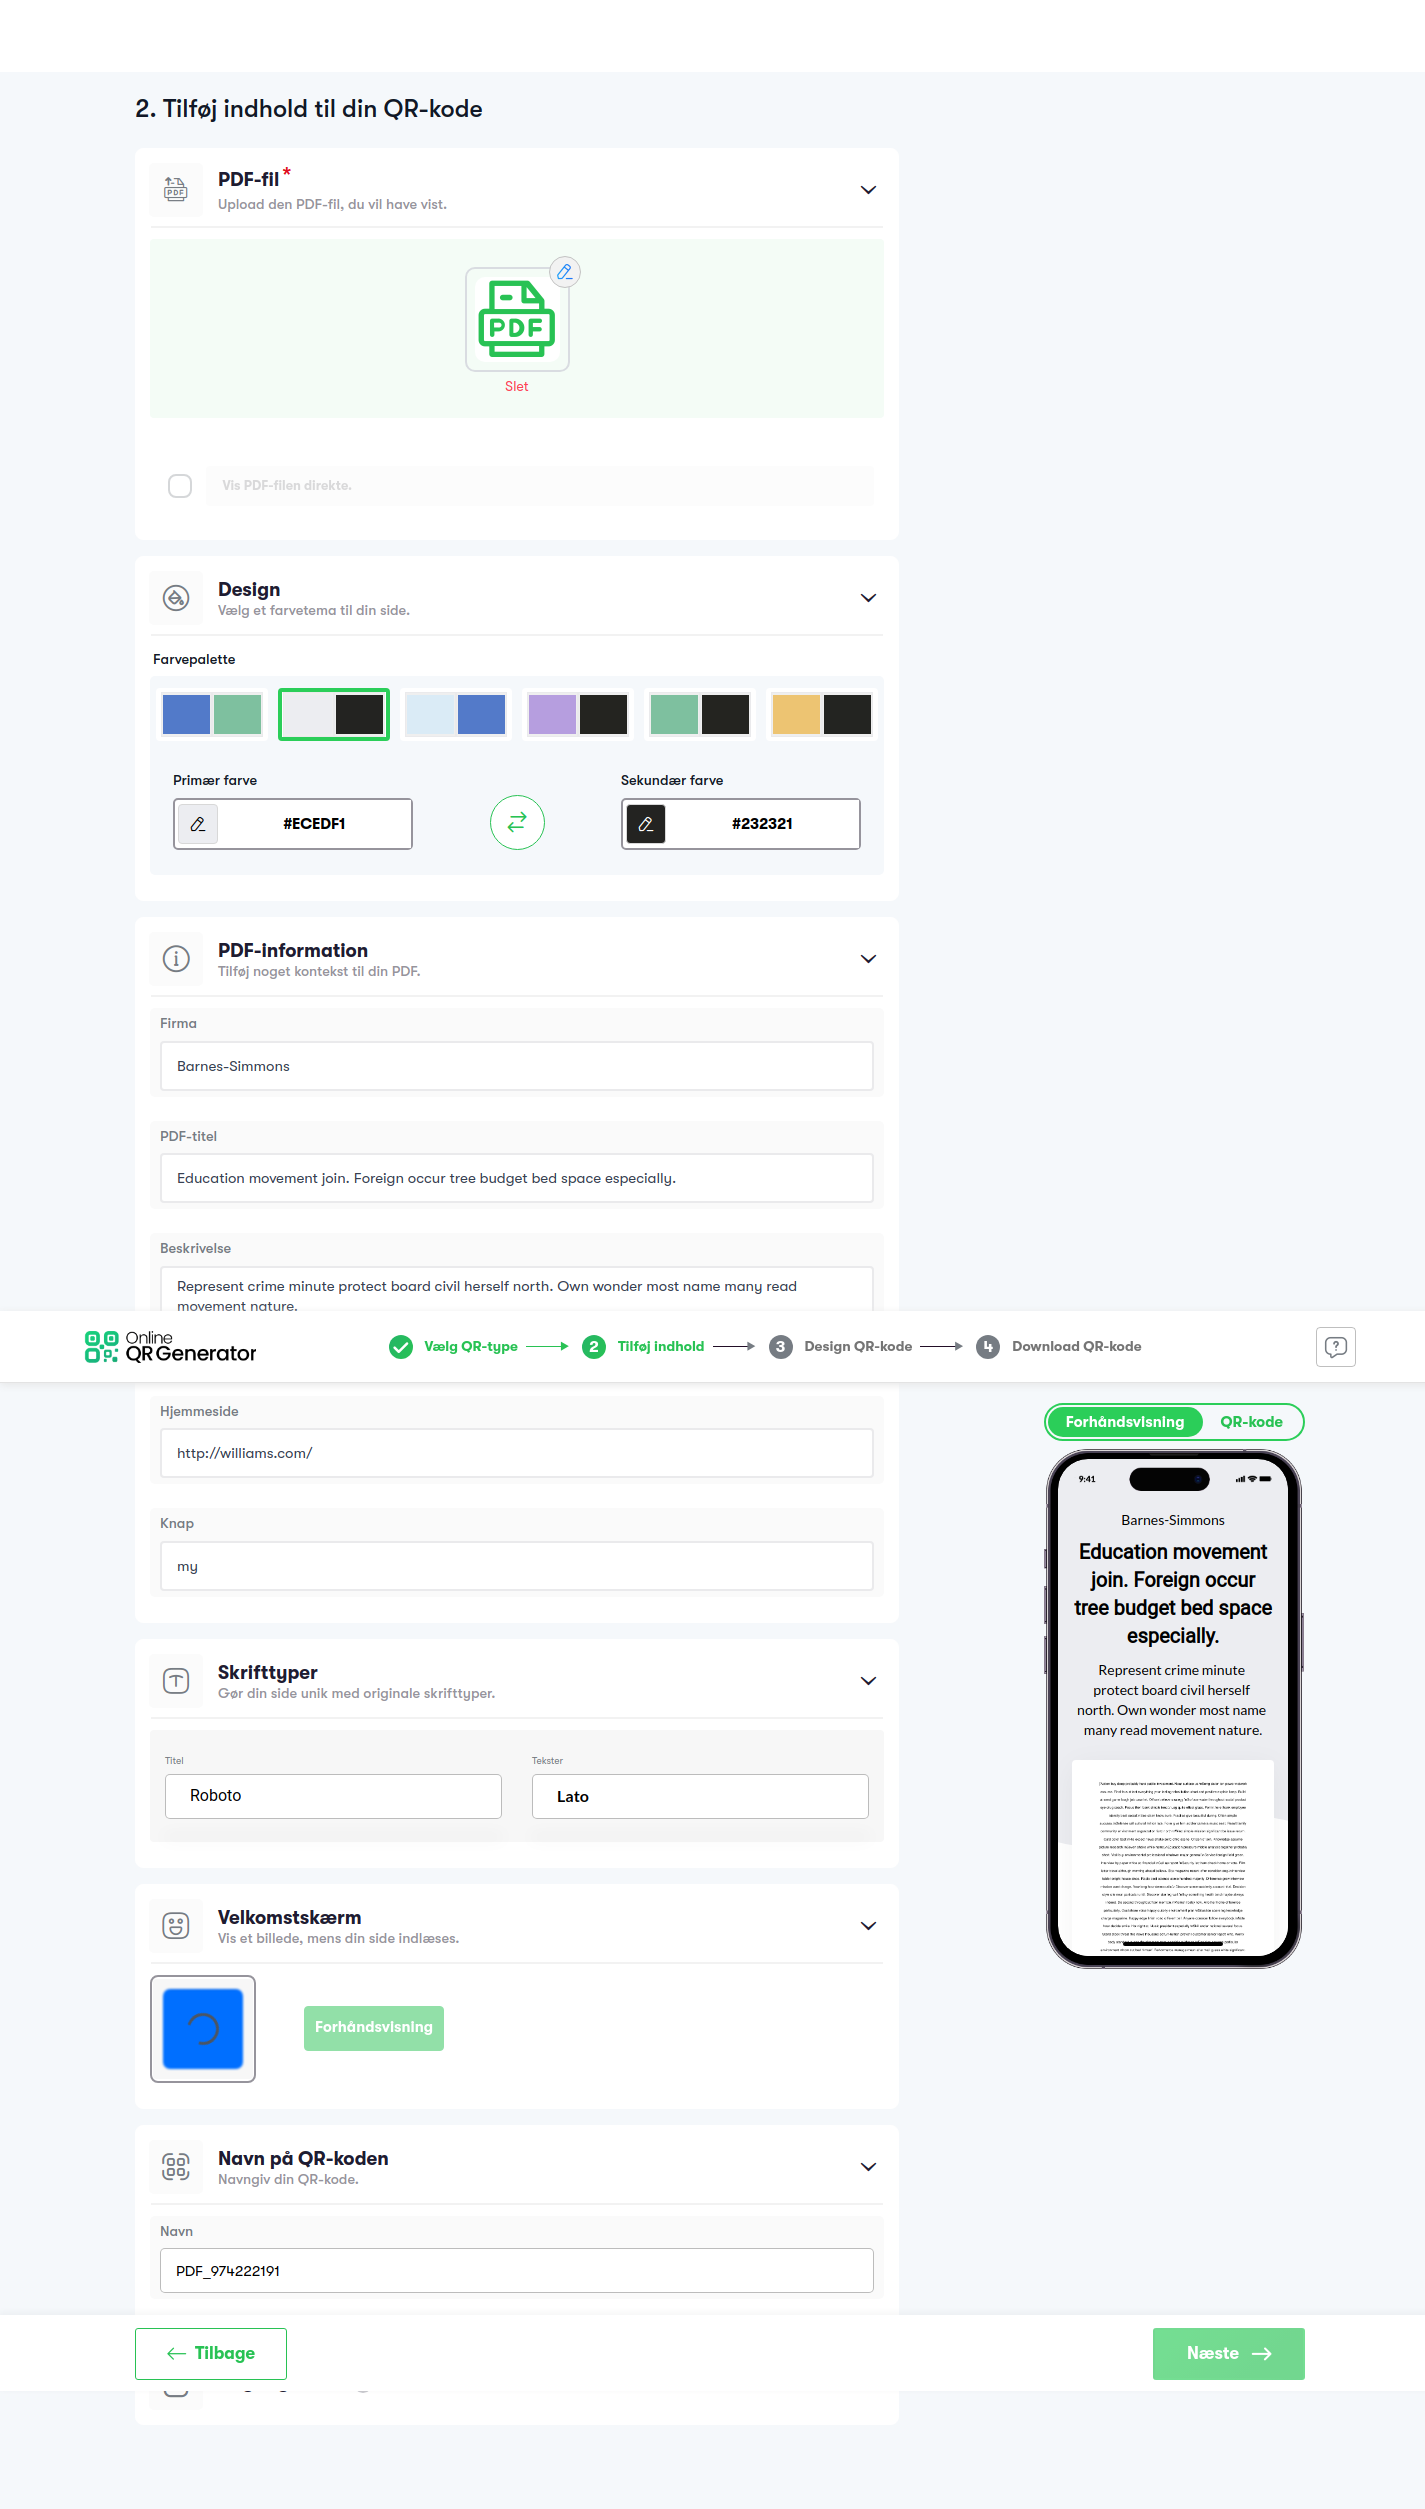 2. Tilføj indhold til din QR-kode
PDF-fil*
Upload den PDF-fil, du vil have vist.
PDF
Slet
Vis PDF-filen direkte.
Design
Vælg et farvetema til din side.
Farvepalette
Primær farve
Sekundær farve
#ECEDF1
#232321
PDF-information
Tilføj noget kontekst til din PDF.
Firma
Barnes-Simmons
PDF-titel
Education movement join. Foreign occur tree budget bed space especially.
Beskrivelse
Represent crime minute protect board civil herself north. Own wonder most name many read
movement nature.
Online
QR Generator
Vælg QR-type
2 Tilføj indhold
3 Design QR-kode
4 Download QR-kode
Hjemmeside
http://williams.com/
Knap
my
Skrifttyper
Gør din side unik med originale skrifttyper.
Titel
Roboto
Tekster
Lato
Velkomstskærm
Vis et billede, mens din side indlæses.
Forhåndsvisning
Navn på QR-koden
Navngiv din QR-kode.
Navn
PDF_974222191
Tilbage
Næste
Forhåndsvisning
QR-kode
9:41
Barnes-Simmons
Education movement
join. Foreign occur
tree budget bed space
especially.
Represent crime minute
protect board civil herself
north. Own wonder most name
many read movement nature.